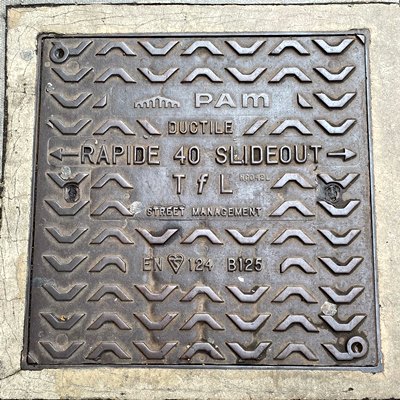 PAM
DUCTILE
RAPIDE 40 SLIDEOUT
TfL
STREET MANAGEMENT
EN 124 B125